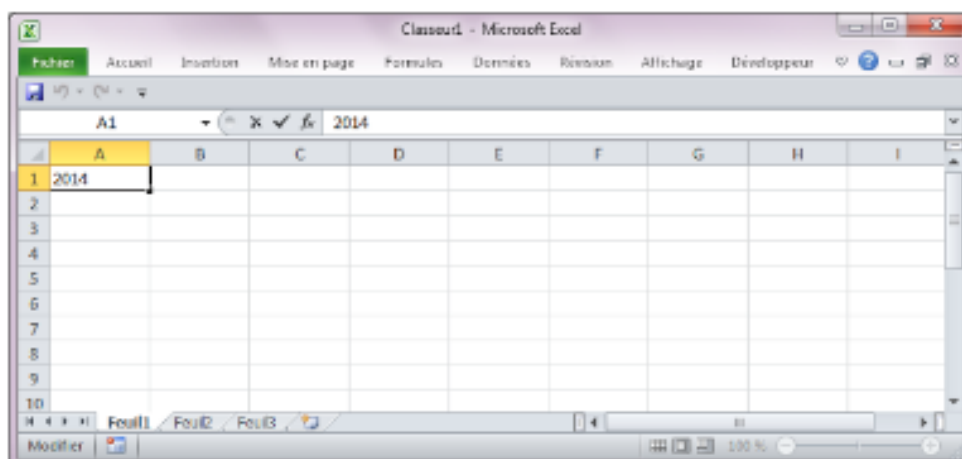 Classeur1 - Microsoft Excel
Fichier Accueil Insertion Mise en page Formules Données Révision Affichage Développeur
A1 fx 2014
A B C D E F G H I
1 2014
2
3
4
5
6
7
8
9
10
Feuil1 Feuil2 Feuil3
Modifier 100 %